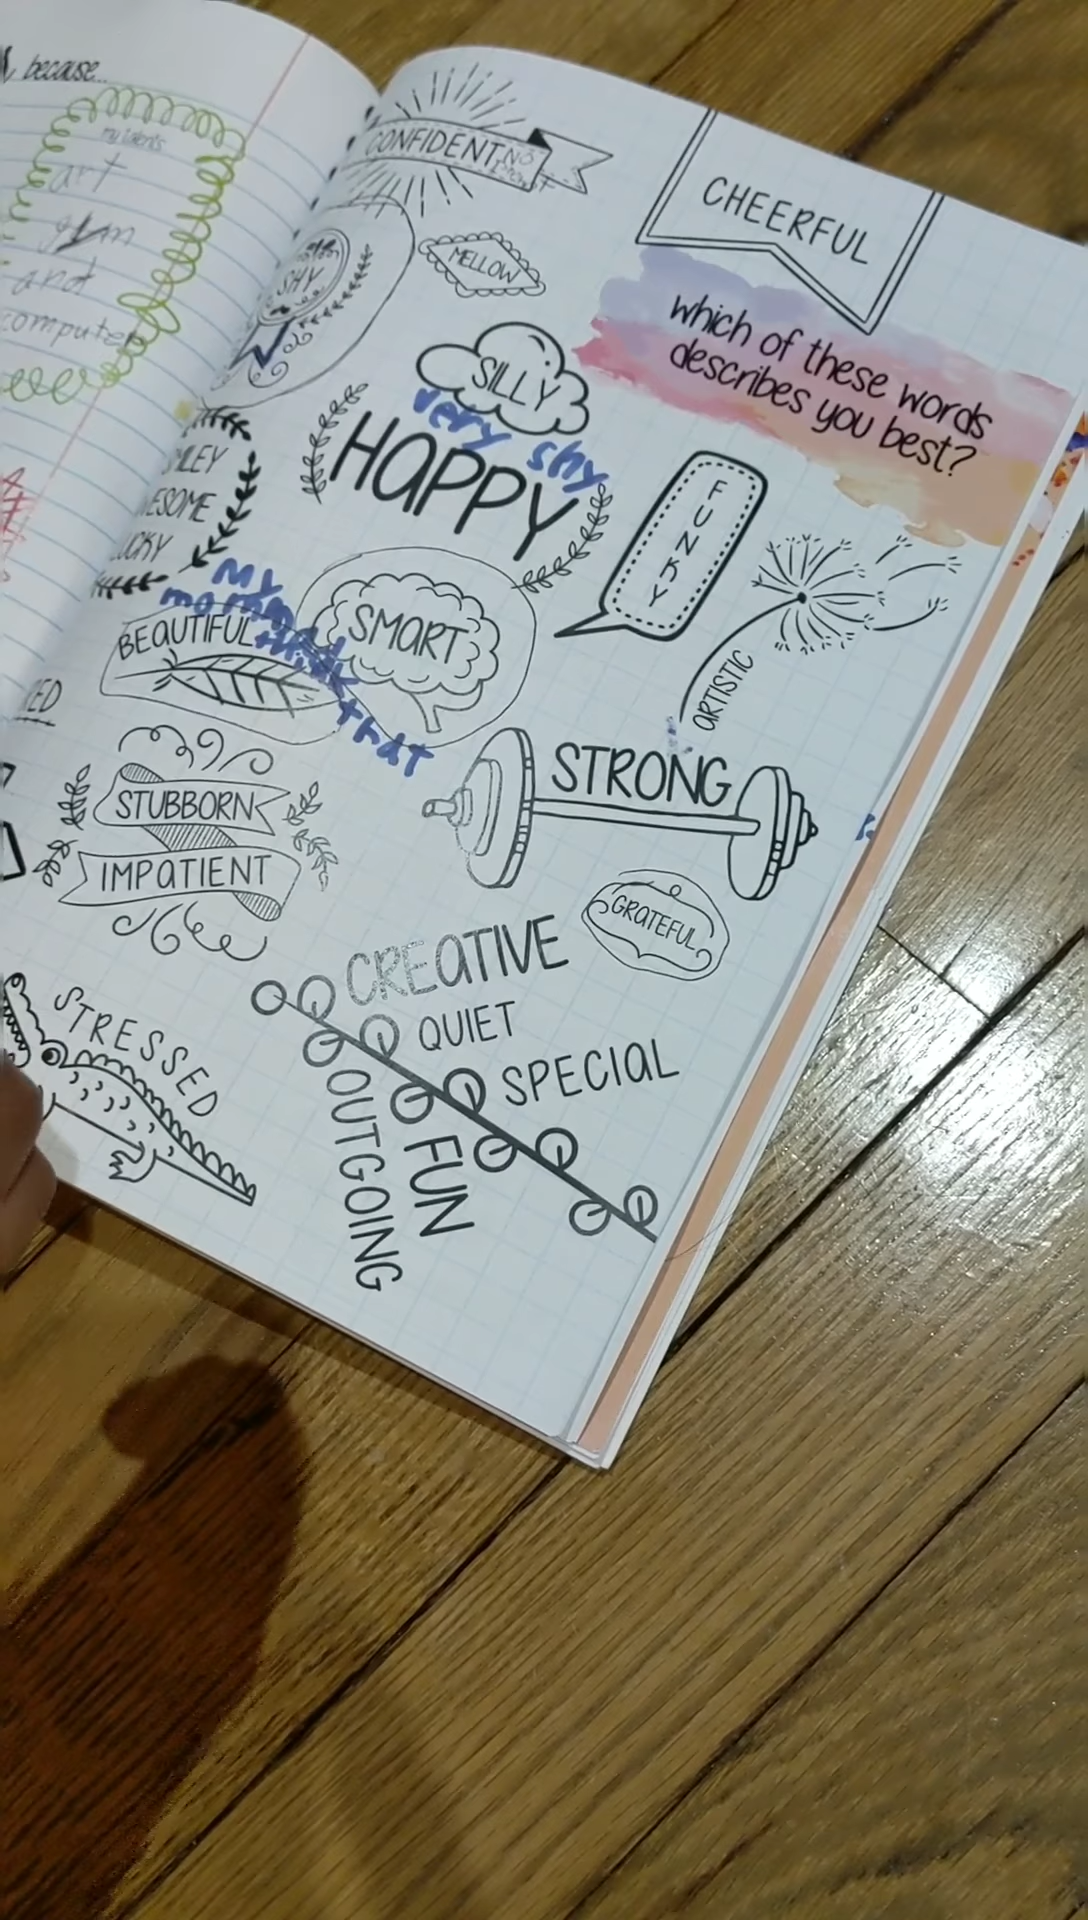 because...
my talents
art
gym
and
computer
CONFIDENT
NO
CHEERFUL
SHY
MELLOW
which of these words
describes you best?
SILLY
very shy
HAPPY
FUNKY
LUCKY
My
mom
think
that
BEAUTIFUL
SMART
ARTISTIC
STRONG
STUBBORN
IMPATIENT
GRATEFUL
CREATIVE
QUIET
SPECIAL
STRESSED
OUTGOING
FUN